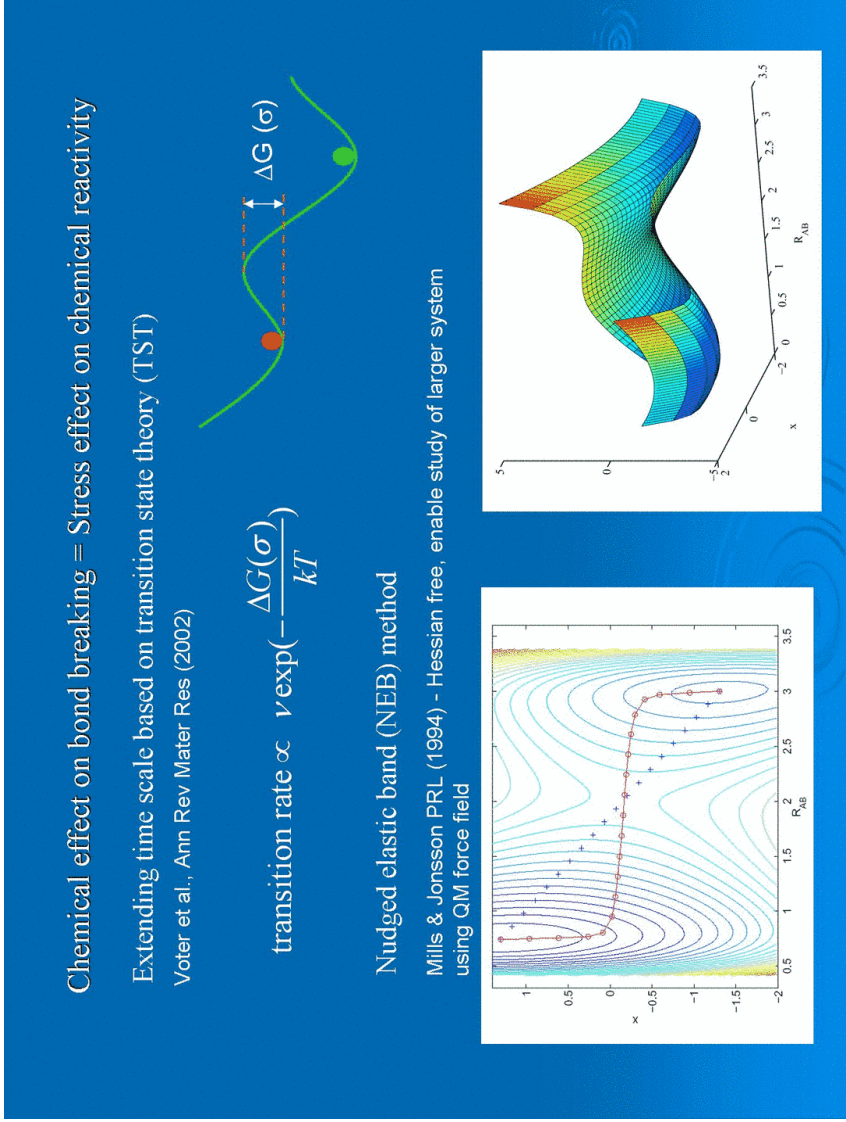 Chemical effect on bond breaking = Stress effect on chemical reactivity
Extending time scale based on transition state theory (TST)
Voter et al., Ann Rev Mater Res (2002)
transition rate ∝ ν exp(−ΔG(σ)/kT)
ΔG (σ)
Nudged elastic band (NEB) method
Mills & Jonsson PRL (1994) - Hessian free, enable study of larger system
using QM force field
1
0.5
0
−0.5
−1
−1.5
−2
x
0.5
1
1.5
2
2.5
3
3.5
R_AB
5
0
−5
2
0
−2
x
0
0.5
1
1.5
2
2.5
3
3.5
R_AB